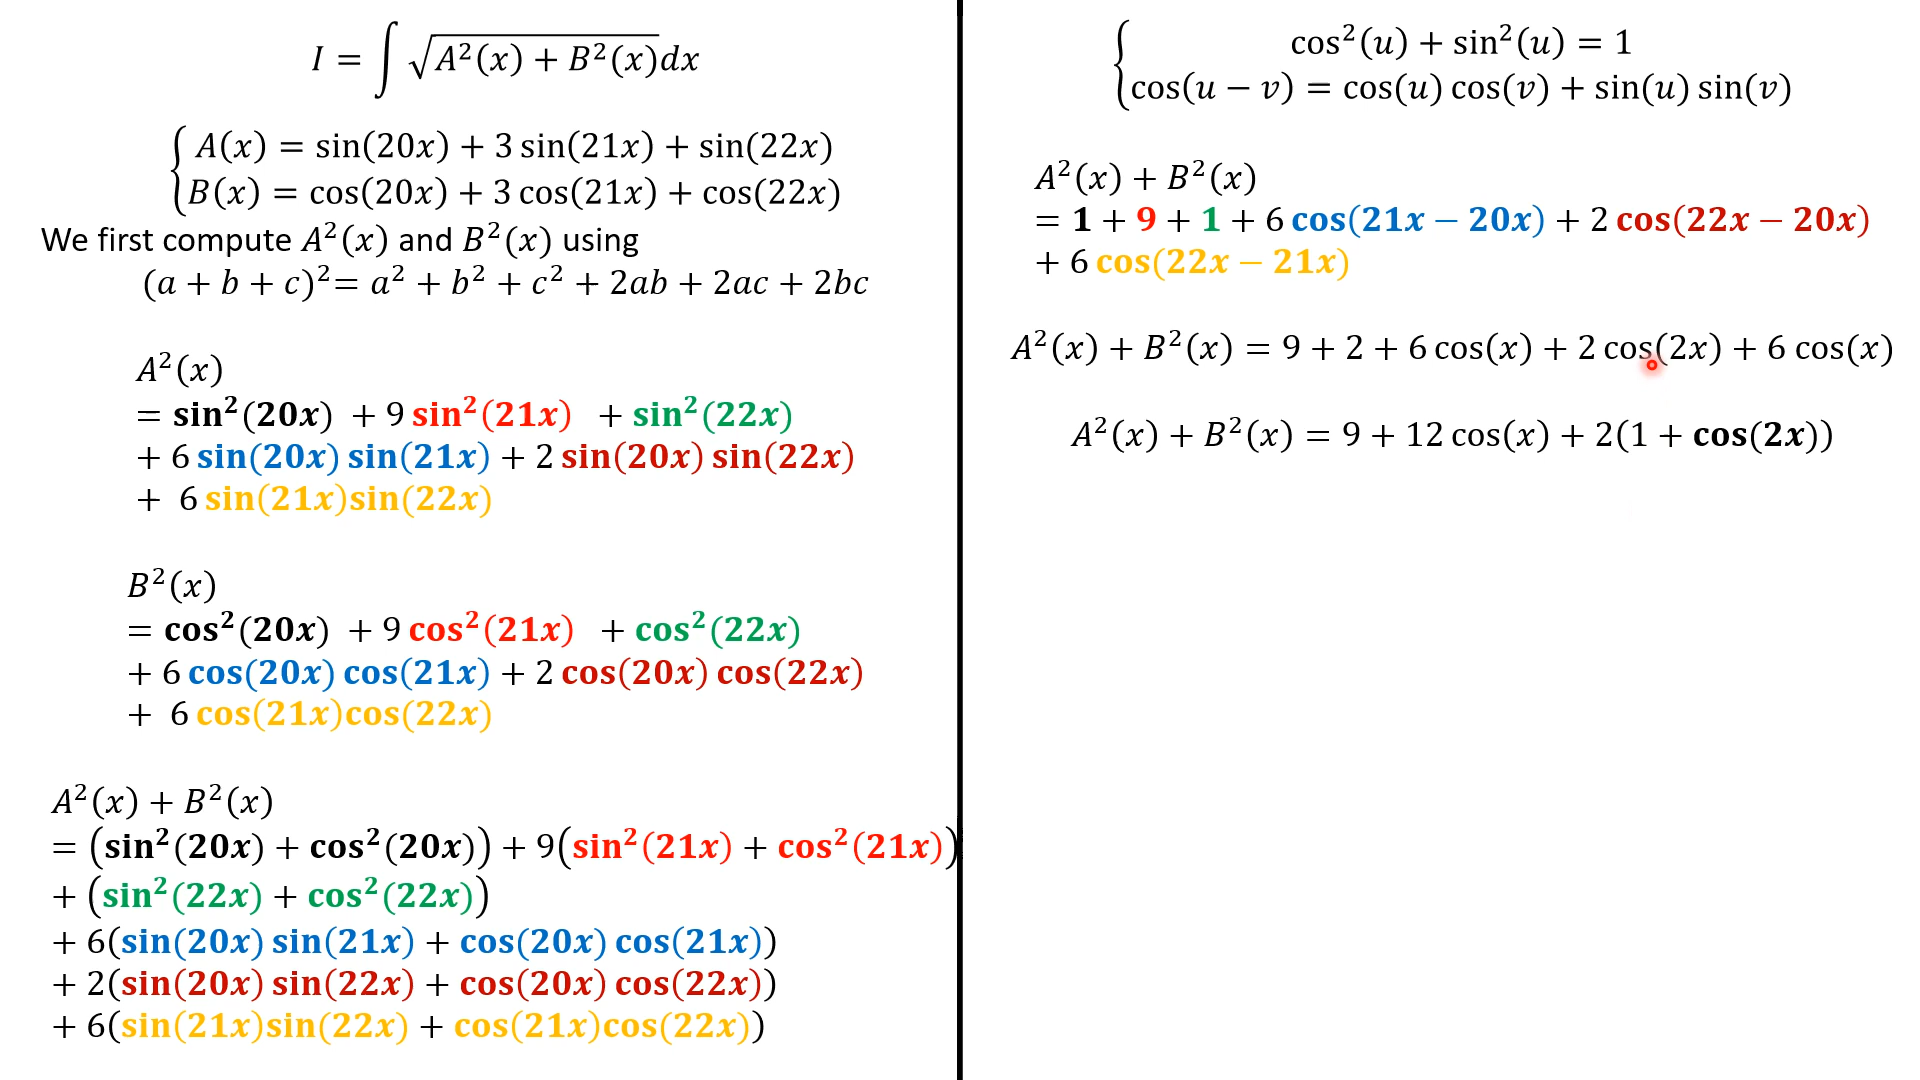 I = ∫ √(A²(x) + B²(x)) dx
{ A(x) = sin(20x) + 3 sin(21x) + sin(22x)
B(x) = cos(20x) + 3 cos(21x) + cos(22x)
We first compute A²(x) and B²(x) using
(a + b + c)² = a² + b² + c² + 2ab + 2ac + 2bc
A²(x)
= sin²(20x) + 9 sin²(21x) + sin²(22x)
+ 6 sin(20x) sin(21x) + 2 sin(20x) sin(22x)
+ 6 sin(21x)sin(22x)
B²(x)
= cos²(20x) + 9 cos²(21x) + cos²(22x)
+ 6 cos(20x) cos(21x) + 2 cos(20x) cos(22x)
+ 6 cos(21x)cos(22x)
A²(x) + B²(x)
= (sin²(20x) + cos²(20x)) + 9(sin²(21x) + cos²(21x))
+ (sin²(22x) + cos²(22x))
+ 6(sin(20x) sin(21x) + cos(20x) cos(21x))
+ 2(sin(20x) sin(22x) + cos(20x) cos(22x))
+ 6(sin(21x)sin(22x) + cos(21x)cos(22x))
{ cos²(u) + sin²(u) = 1
cos(u − v) = cos(u) cos(v) + sin(u) sin(v)
A²(x) + B²(x)
= 1 + 9 + 1 + 6 cos(21x − 20x) + 2 cos(22x − 20x)
+ 6 cos(22x − 21x)
A²(x) + B²(x) = 9 + 2 + 6 cos(x) + 2 cos(2x) + 6 cos(x)
A²(x) + B²(x) = 9 + 12 cos(x) + 2(1 + cos(2x))